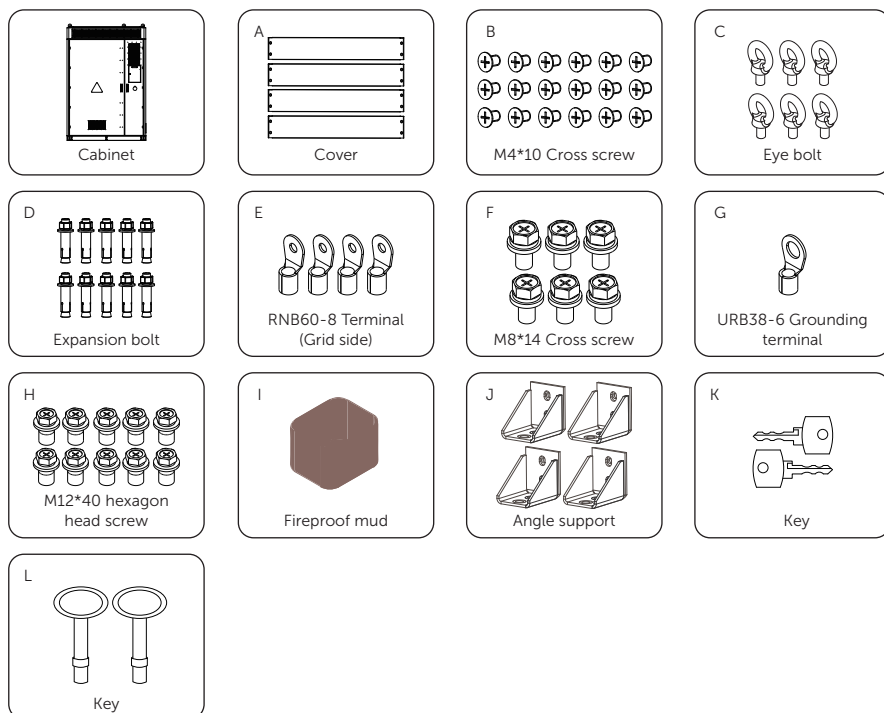 Cabinet
A
Cover
B
M4*10 Cross screw
C
Eye bolt
D
Expansion bolt
E
RNB60-8 Terminal
(Grid side)
F
M8*14 Cross screw
G
URB38-6 Grounding
terminal
H
M12*40 hexagon
head screw
I
Fireproof mud
J
Angle support
K
Key
L
Key